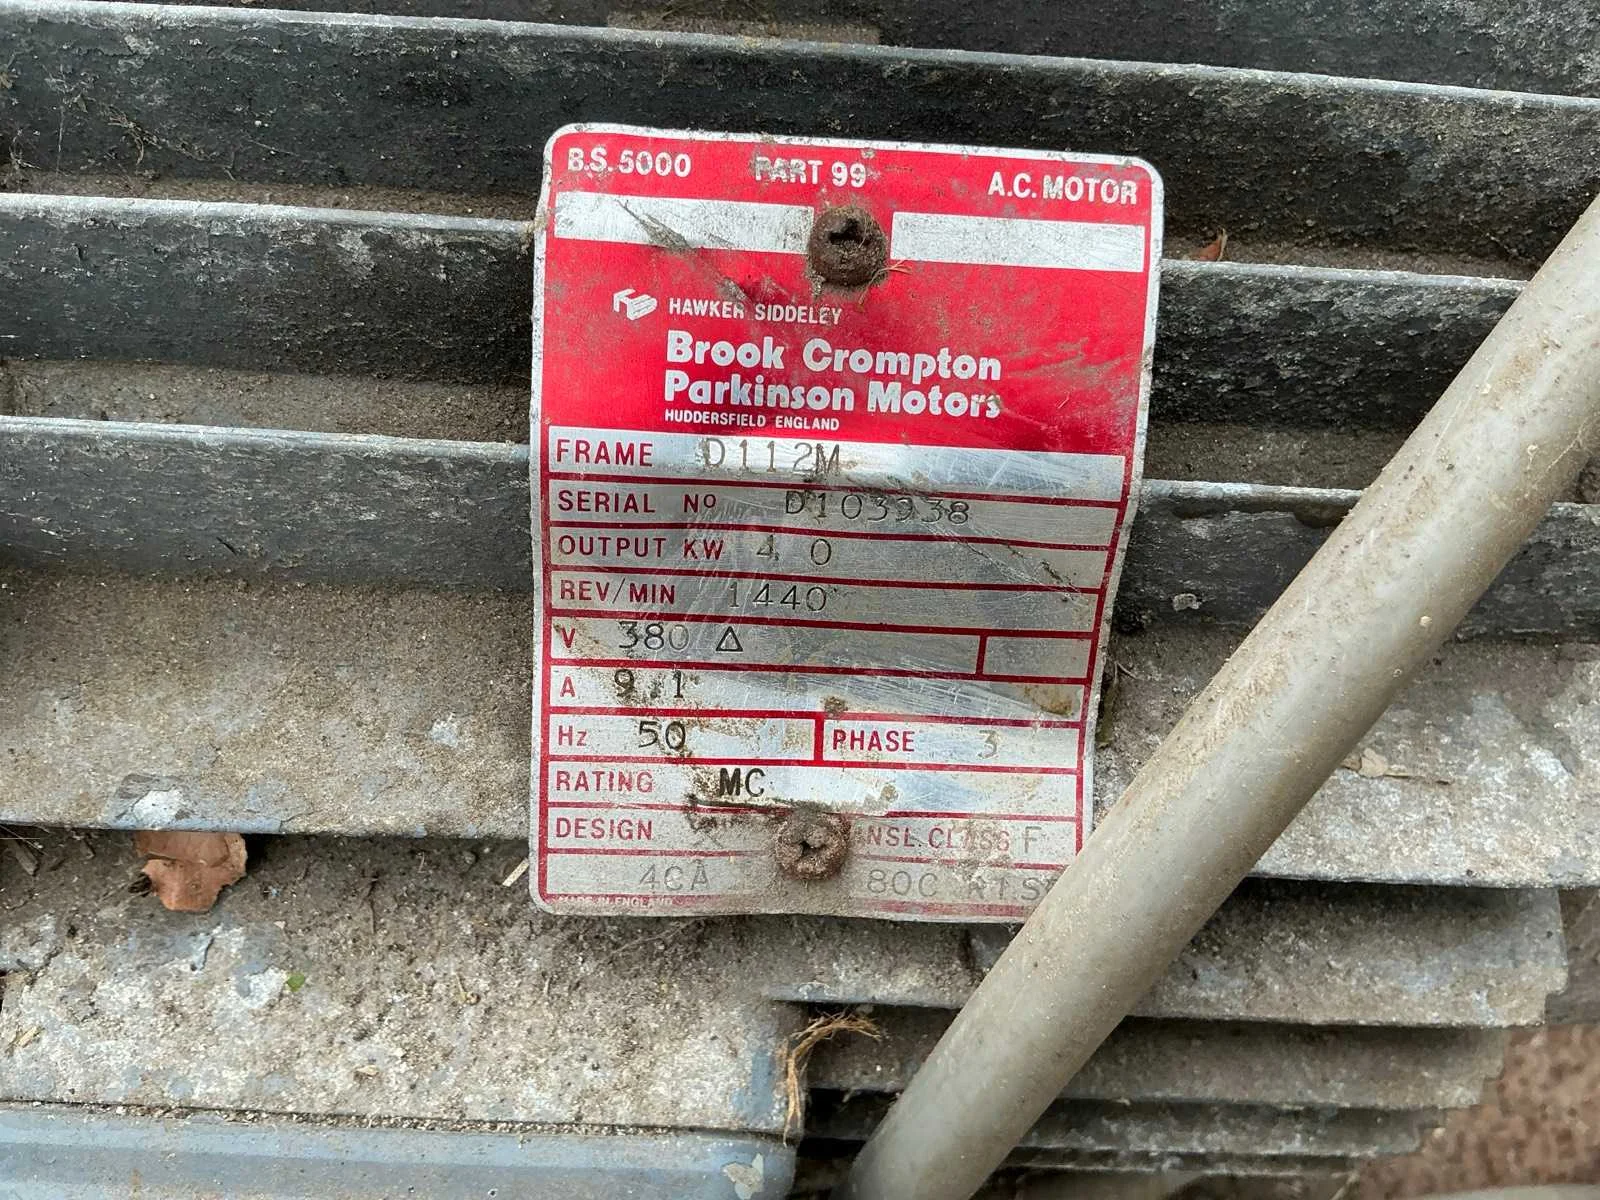 B.S. 5000 PART 99 A.C. MOTOR
HAWKER SIDDELEY
Brook Crompton
Parkinson Motors
HUDDERSFIELD ENGLAND
FRAME D112M
SERIAL No D103938
OUTPUT KW 4 0
REV/MIN 1440
V 380 Δ
A 9.1
Hz 50 PHASE 3
RATING MC
DESIGN INSL. CLASS F
4CA 80C RTS
MADE IN ENGLAND